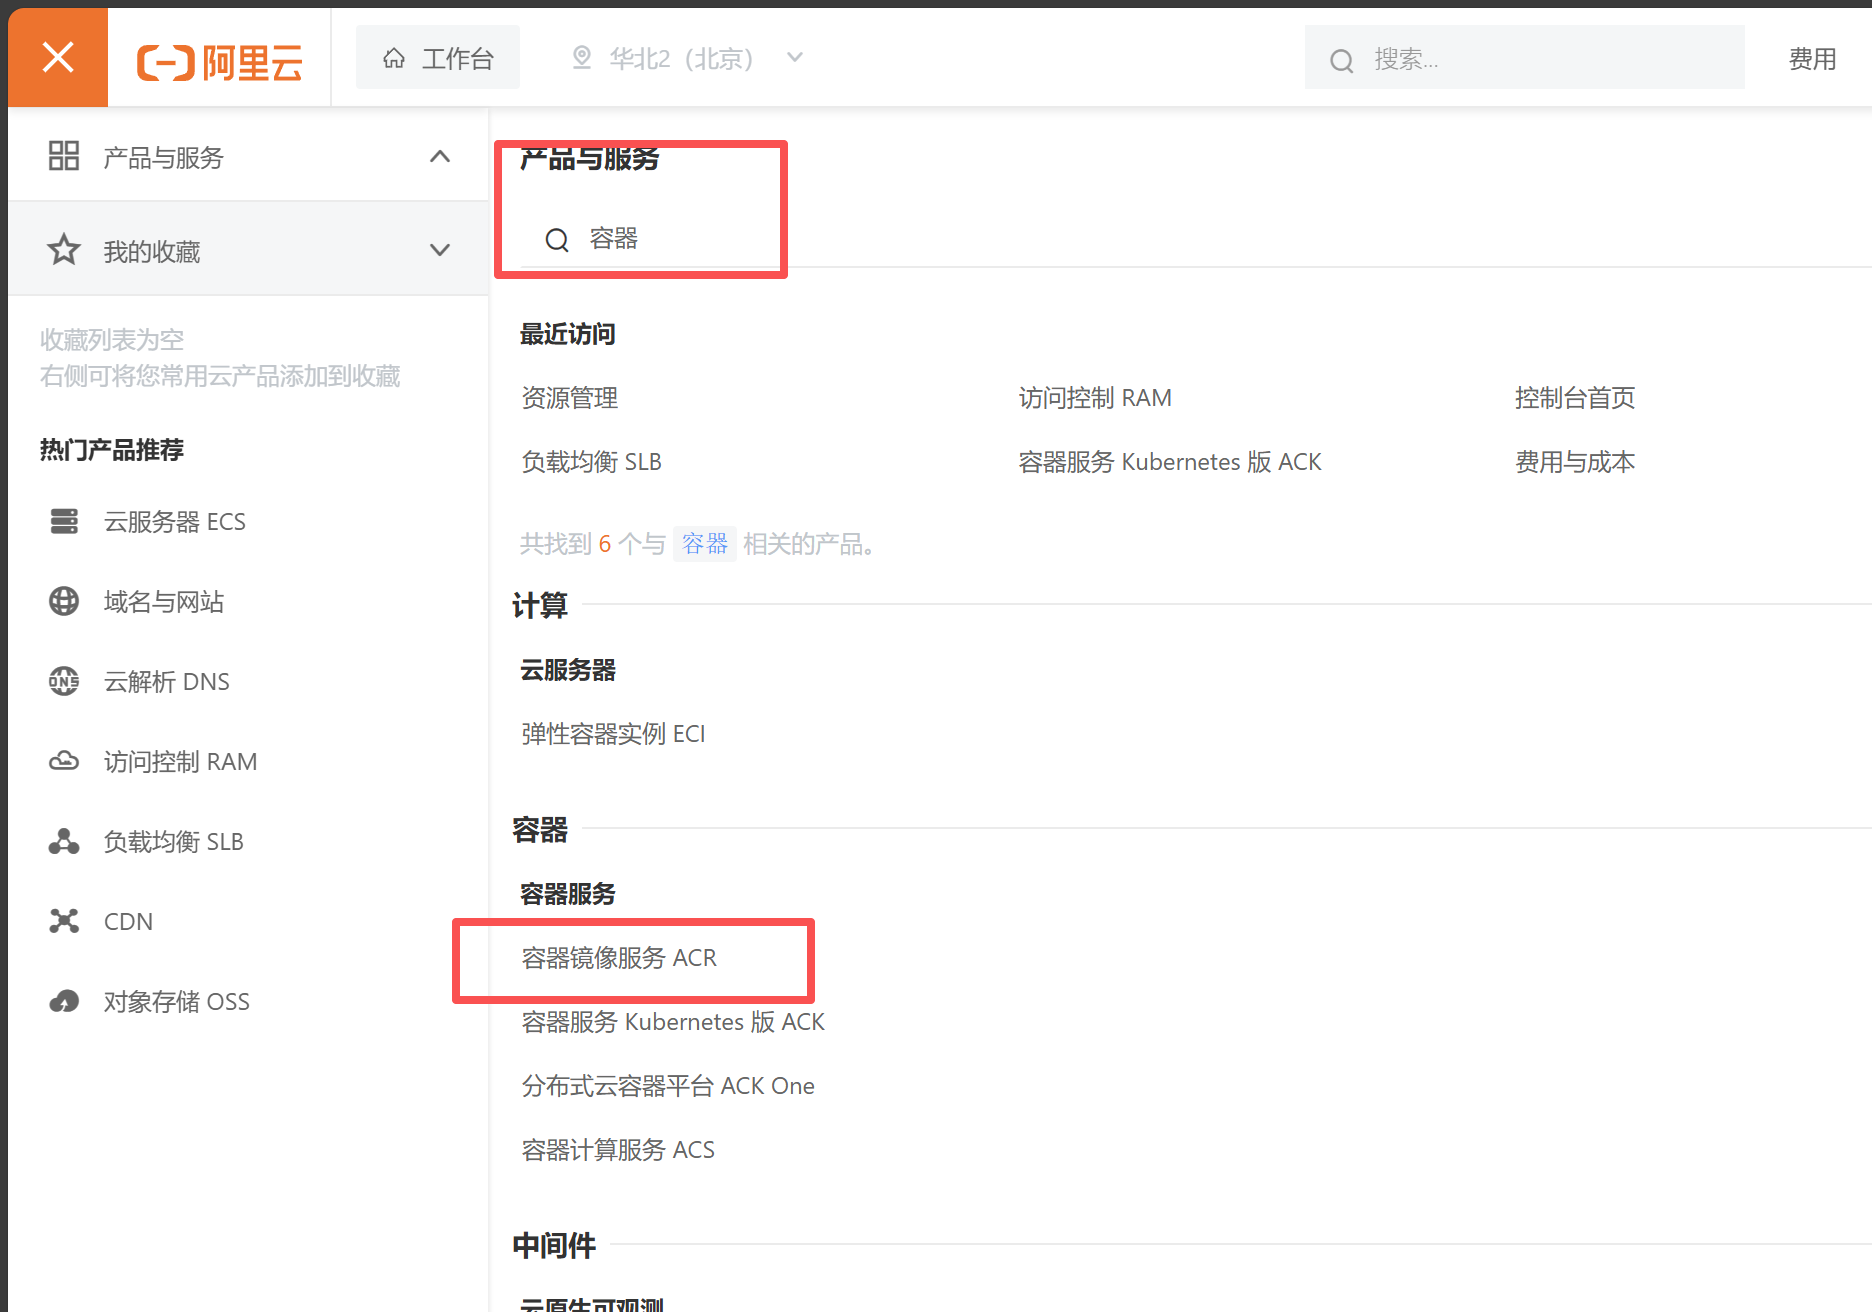 阿里云
工作台
华北2（北京）
搜索...
费用
产品与服务
我的收藏
收藏列表为空
右侧可将您常用云产品添加到收藏
热门产品推荐
云服务器 ECS
域名与网站
云解析 DNS
访问控制 RAM
负载均衡 SLB
CDN
对象存储 OSS
产品与服务
容器
最近访问
资源管理
访问控制 RAM
控制台首页
负载均衡 SLB
容器服务 Kubernetes 版 ACK
费用与成本
共找到 6 个与 容器 相关的产品。
计算
云服务器
弹性容器实例 ECI
容器
容器服务
容器镜像服务 ACR
容器服务 Kubernetes 版 ACK
分布式云容器平台 ACK One
容器计算服务 ACS
中间件
云原生可观测